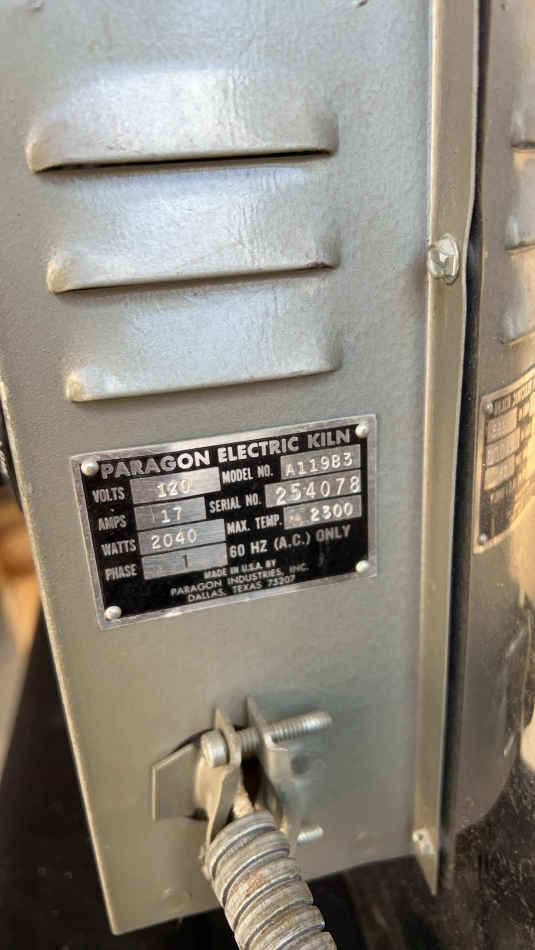 PARAGON ELECTRIC KILN
VOLTS 120 MODEL NO. A119B3
AMPS 17 SERIAL NO. 254078
WATTS 2040 MAX. TEMP. 2300
PHASE 1 60 HZ (A.C.) ONLY
MADE IN U.S.A. BY
PARAGON INDUSTRIES, INC.
DALLAS, TEXAS 75207